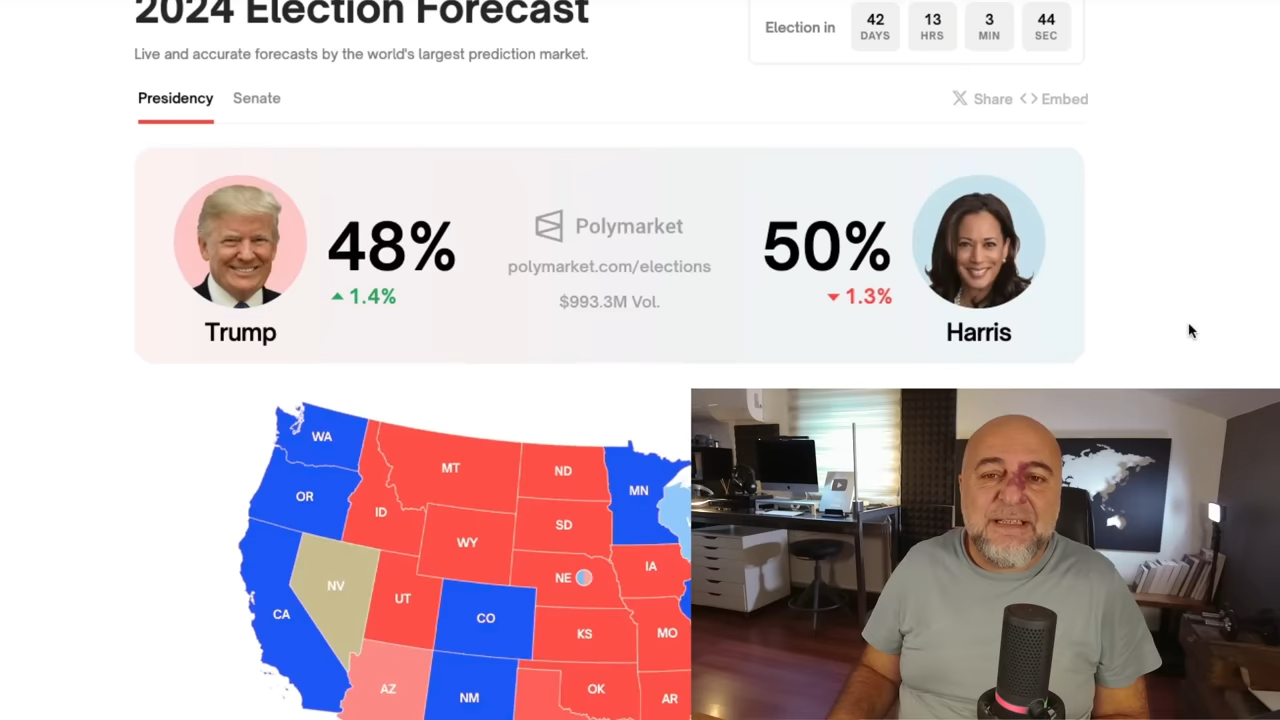 2024 Election Forecast
Live and accurate forecasts by the world's largest prediction market.
Election in
42 13 3 44
DAYS HRS MIN SEC
Presidency Senate
Share <> Embed
48%
1.4%
Trump
Polymarket
polymarket.com/elections
$993.3M Vol.
50%
1.3%
Harris
WA
MT
ND
MN
OR
ID
SD
WY
IA
NE
NV
UT
CO
CA
KS
MO
AZ
NM
OK
AR